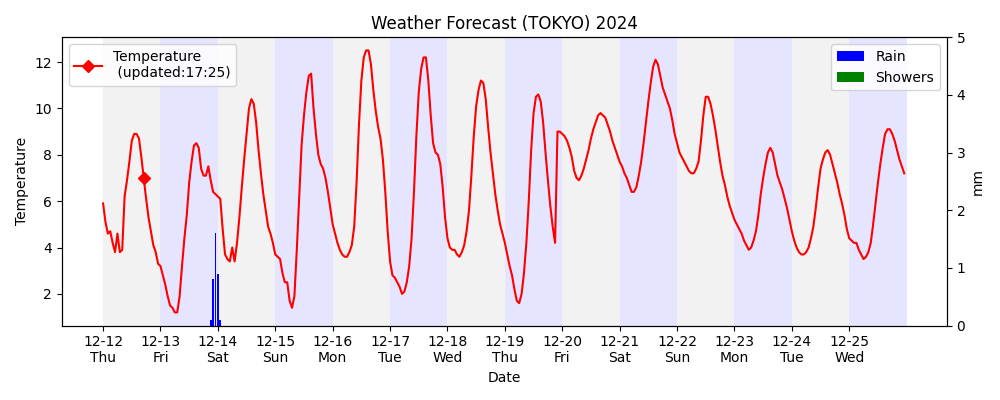 Weather Forecast (TOKYO) 2024
Temperature
(updated:17:25)
Rain
Showers
Temperature
12
10
8
6
4
2
5
4
3
2
1
0
mm
12-12 12-13 12-14 12-15 12-16 12-17 12-18 12-19 12-20 12-21 12-22 12-23 12-24 12-25
Thu Fri Sat Sun Mon Tue Wed Thu Fri Sat Sun Mon Tue Wed
Date